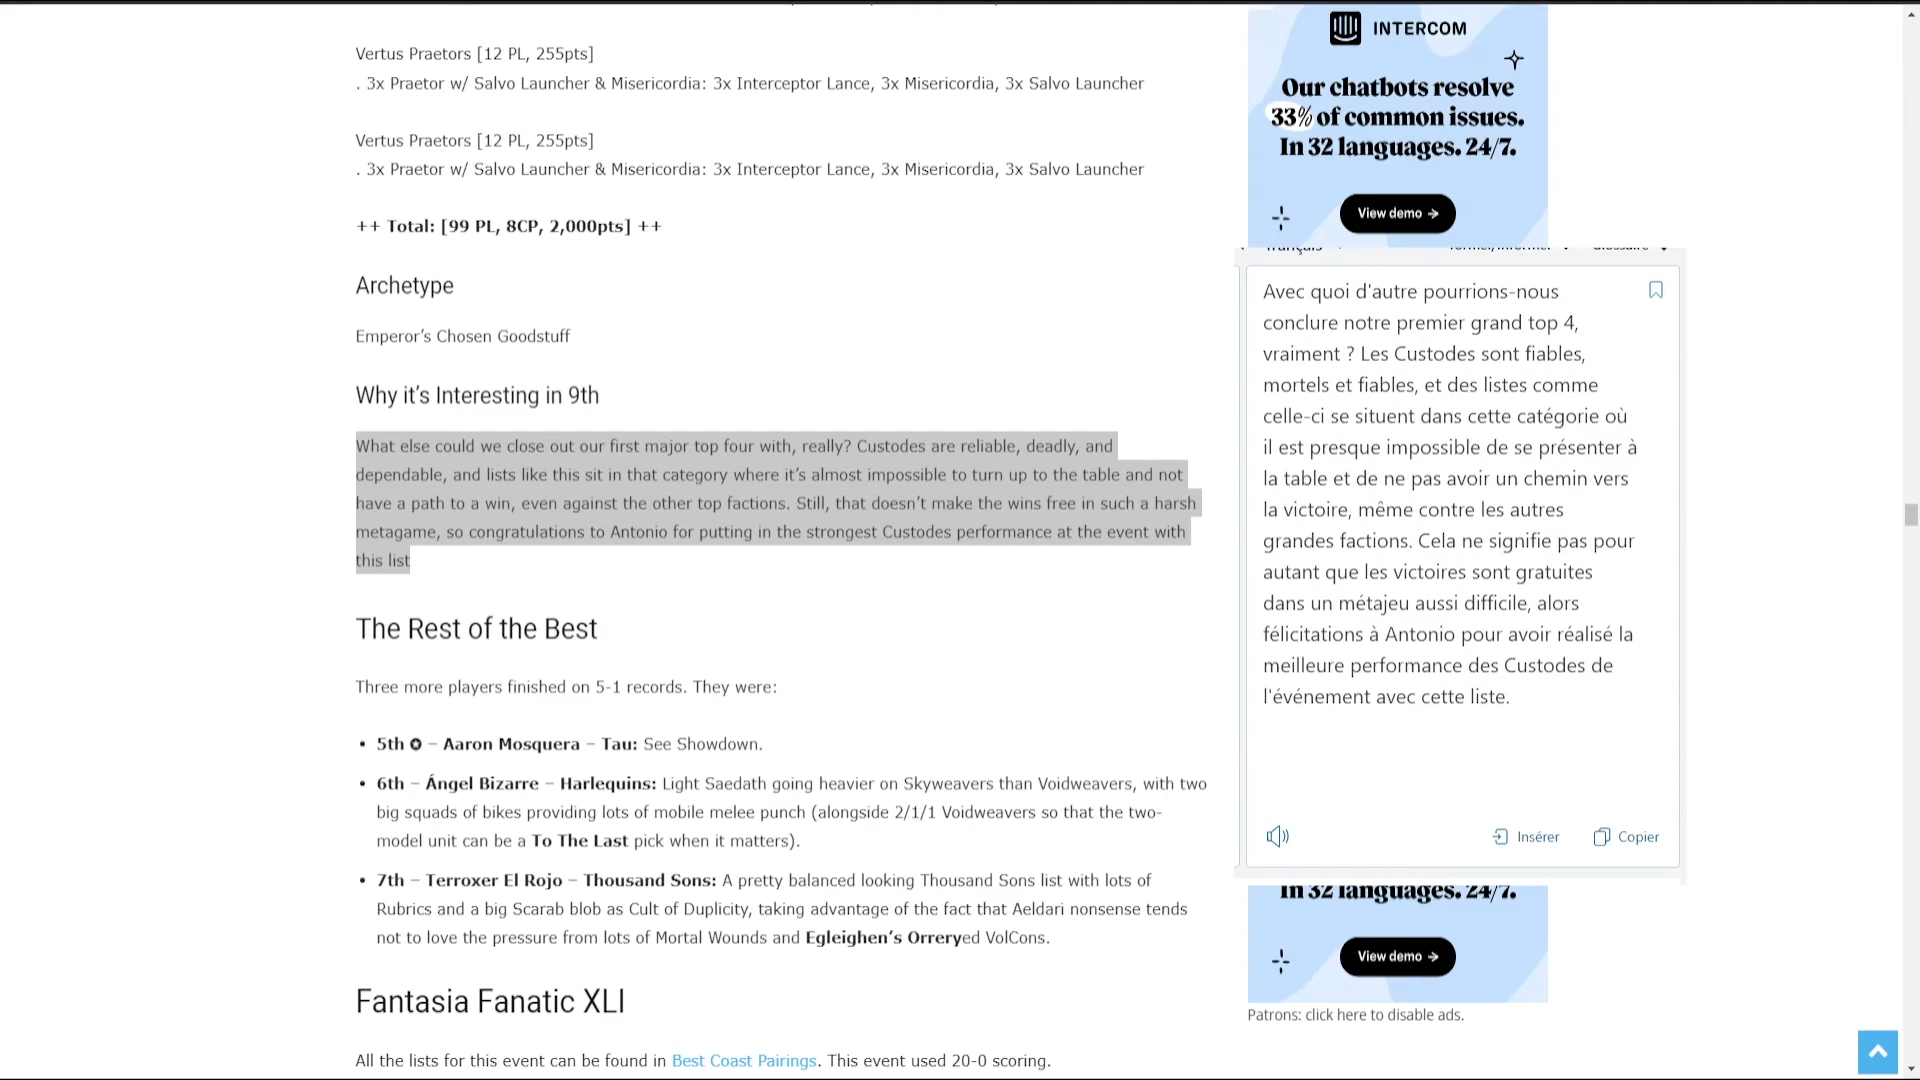 Vertus Praetors [12 PL, 255pts]
. 3x Praetor w/ Salvo Launcher & Misericordia: 3x Interceptor Lance, 3x Misericordia, 3x Salvo Launcher
Vertus Praetors [12 PL, 255pts]
. 3x Praetor w/ Salvo Launcher & Misericordia: 3x Interceptor Lance, 3x Misericordia, 3x Salvo Launcher
++ Total: [99 PL, 8CP, 2,000pts] ++
Archetype
Emperor’s Chosen Goodstuff
Why it’s Interesting in 9th
What else could we close out our first major top four with, really? Custodes are reliable, deadly, and
dependable, and lists like this sit in that category where it’s almost impossible to turn up to the table and not
have a path to a win, even against the other top factions. Still, that doesn’t make the wins free in such a harsh
metagame, so congratulations to Antonio for putting in the strongest Custodes performance at the event with
this list
The Rest of the Best
Three more players finished on 5-1 records. They were:
• 5th ✪ – Aaron Mosquera – Tau: See Showdown.
• 6th – Ángel Bizarre – Harlequins: Light Saedath going heavier on Skyweavers than Voidweavers, with two
big squads of bikes providing lots of mobile melee punch (alongside 2/1/1 Voidweavers so that the two-
model unit can be a To The Last pick when it matters).
• 7th – Terroxer El Rojo – Thousand Sons: A pretty balanced looking Thousand Sons list with lots of
Rubrics and a big Scarab blob as Cult of Duplicity, taking advantage of the fact that Aeldari nonsense tends
not to love the pressure from lots of Mortal Wounds and Egleighen’s Orreryed VolCons.
Fantasia Fanatic XLI
All the lists for this event can be found in Best Coast Pairings. This event used 20-0 scoring.
INTERCOM
Our chatbots resolve
33% of common issues.
In 32 languages. 24/7.
View demo →
Avec quoi d'autre pourrions-nous
conclure notre premier grand top 4,
vraiment ? Les Custodes sont fiables,
mortels et fiables, et des listes comme
celle-ci se situent dans cette catégorie où
il est presque impossible de se présenter à
la table et de ne pas avoir un chemin vers
la victoire, même contre les autres
grandes factions. Cela ne signifie pas pour
autant que les victoires sont gratuites
dans un métajeu aussi difficile, alors
félicitations à Antonio pour avoir réalisé la
meilleure performance des Custodes de
l'événement avec cette liste.
Insérer Copier
In 32 languages. 24/7.
View demo →
Patrons: click here to disable ads.